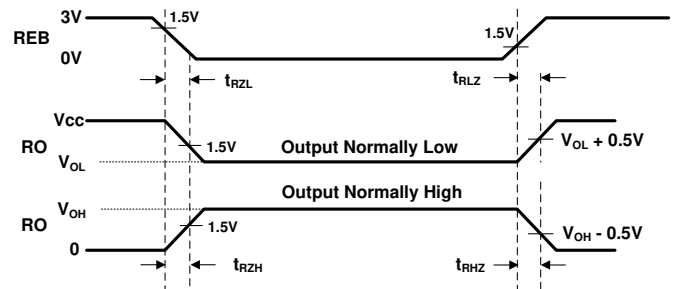 3V
1.5V
1.5V
REB
0V
tRZL
tRLZ
Vcc
1.5V
Output Normally Low
VOL + 0.5V
RO
VOL
Output Normally High
VOH
RO
1.5V
VOH - 0.5V
0
tRZH
tRHZ